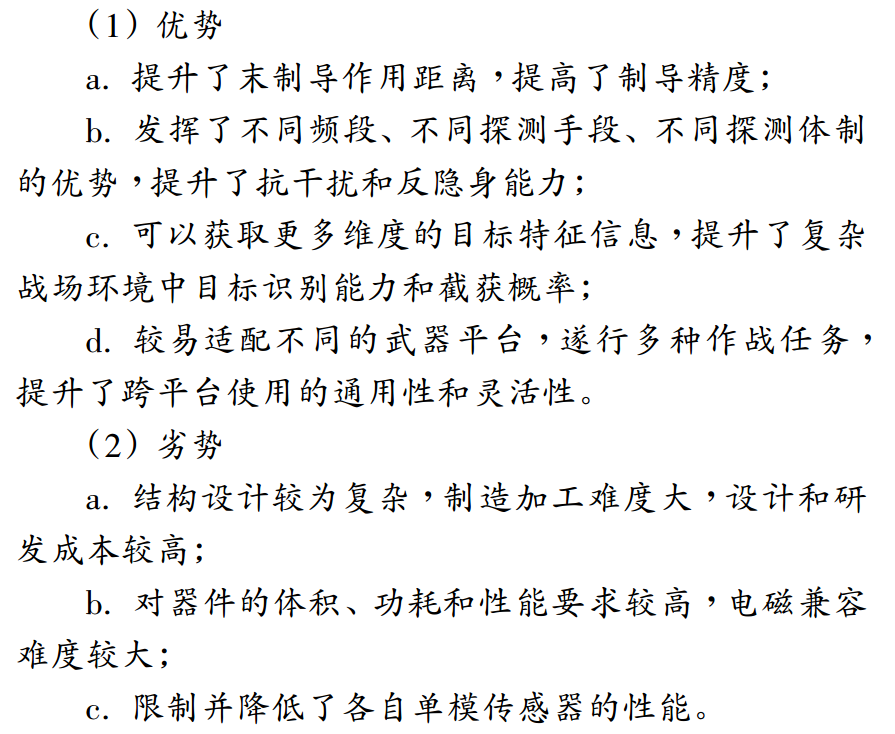 （1）优势
a. 提升了末制导作用距离，提高了制导精度；
b. 发挥了不同频段、不同探测手段、不同探测体制
的优势，提升了抗干扰和反隐身能力；
c. 可以获取更多维度的目标特征信息，提升了复杂
战场环境中目标识别能力和截获概率；
d. 较易适配不同的武器平台，遂行多种作战任务，
提升了跨平台使用的通用性和灵活性。
（2）劣势
a. 结构设计较为复杂，制造加工难度大，设计和研
发成本较高；
b. 对器件的体积、功耗和性能要求较高，电磁兼容
难度较大；
c. 限制并降低了各自单模传感器的性能。